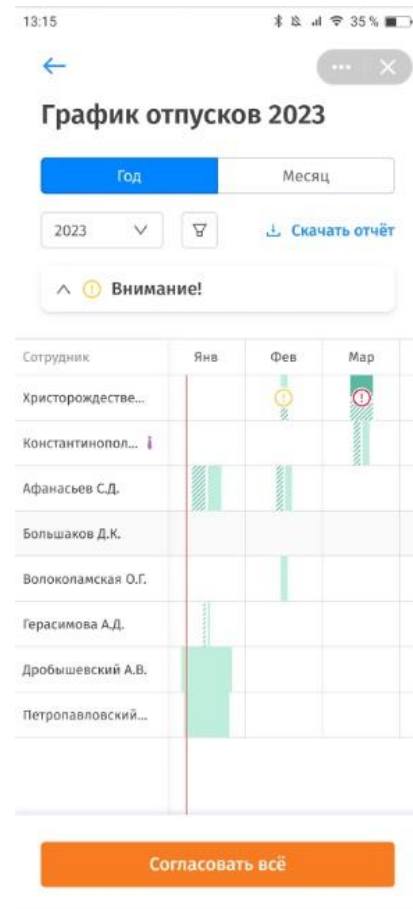 13:15 35 %
График отпусков 2023
Год Месяц
2023 Скачать отчёт
Внимание!
Сотрудник Янв Фев Мар
Христорождестве...
Константинопол...
Афанасьев С.Д.
Большаков Д.К.
Волоколамская О.Г.
Герасимова А.Д.
Дробышевский А.В.
Петропавловский...
Согласовать всё